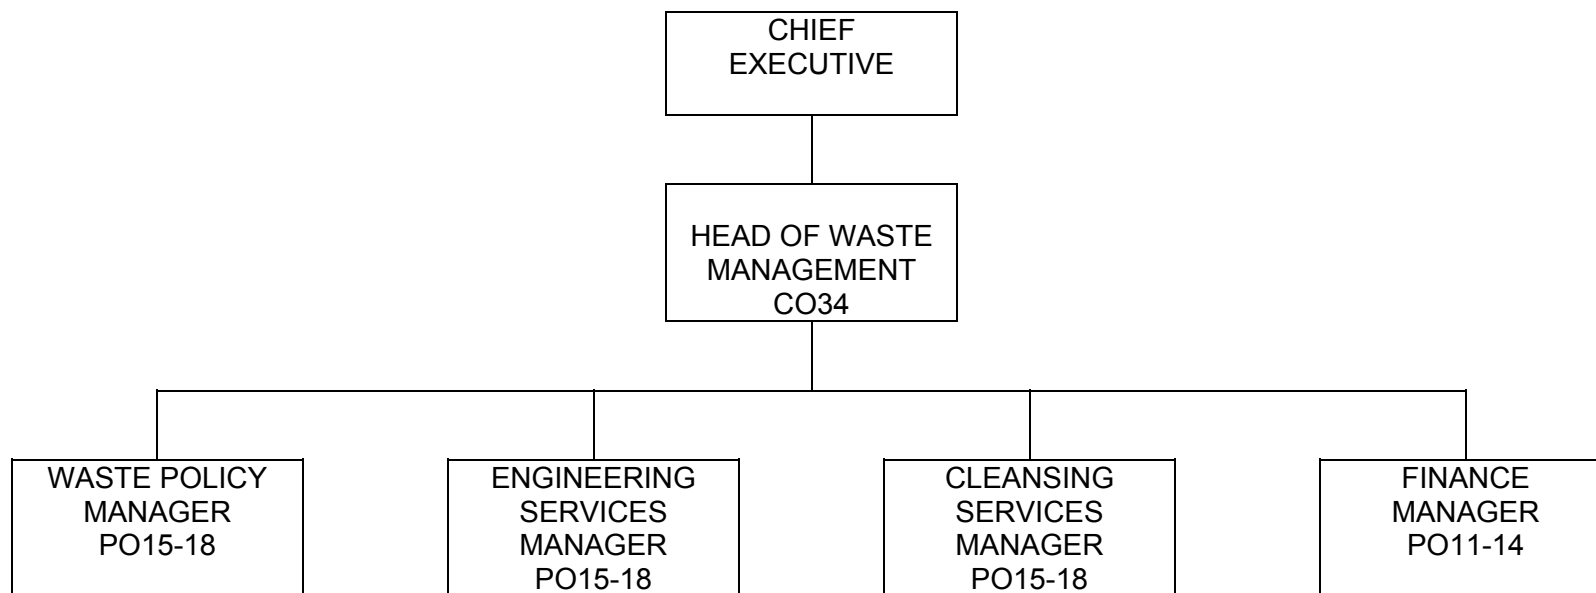 CHIEF
EXECUTIVE
HEAD OF WASTE
MANAGEMENT
CO34
WASTE POLICY
MANAGER
PO15-18
ENGINEERING
SERVICES
MANAGER
PO15-18
CLEANSING
SERVICES
MANAGER
PO15-18
FINANCE
MANAGER
PO11-14